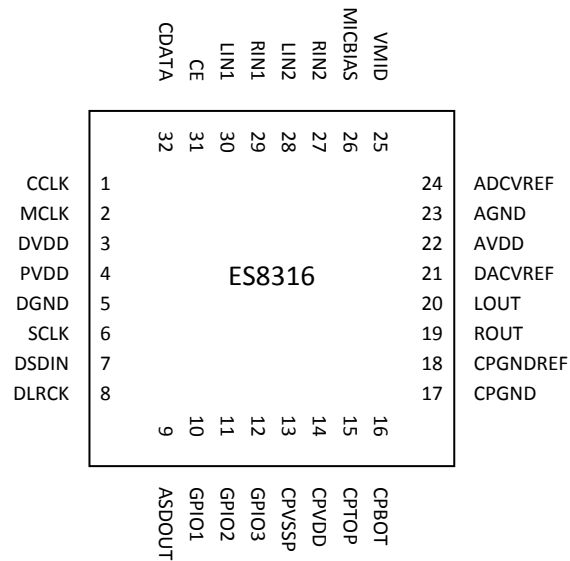 CDATA CE LIN1 RIN1 LIN2 RIN2 MICBIAS VMID
32 31 30 29 28 27 26 25
CCLK 1 24 ADCVREF
MCLK 2 23 AGND
DVDD 3 22 AVDD
PVDD 4 ES8316 21 DACVREF
DGND 5 20 LOUT
SCLK 6 19 ROUT
DSDIN 7 18 CPGNDREF
DLRCK 8 17 CPGND
9 10 11 12 13 14 15 16
ASDOUT GPIO1 GPIO2 GPIO3 CPVSSP CPVDD CPTOP CPBOT